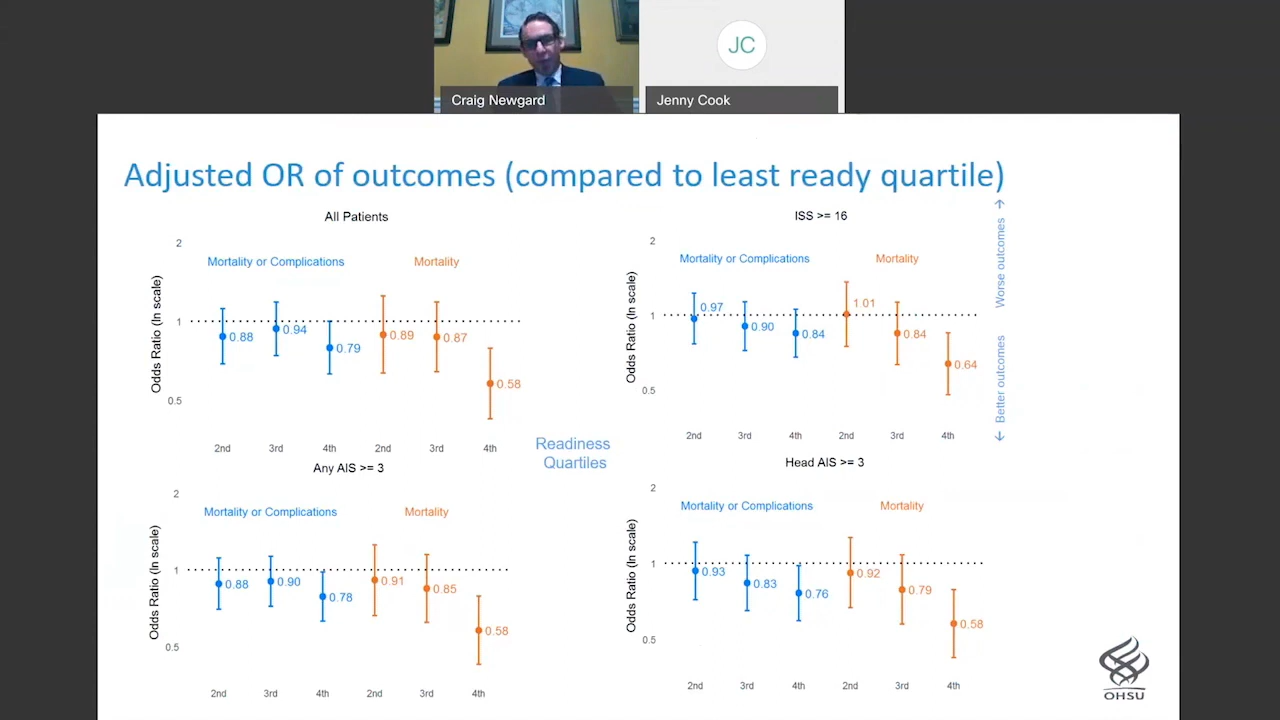 JC
Craig Newgard
Jenny Cook
Adjusted OR of outcomes (compared to least ready quartile)
All Patients
2
Mortality or Complications
Mortality
Odds Ratio (ln scale)
1
0.88
0.94
0.79
0.89
0.87
0.58
0.5
2nd
3rd
4th
2nd
3rd
4th
ISS >= 16
2
Mortality or Complications
Mortality
Odds Ratio (ln scale)
1
0.97
0.90
0.84
1.01
0.84
0.64
0.5
2nd
3rd
4th
2nd
3rd
4th
Worse outcomes
Better outcomes
Readiness
Quartiles
Any AIS >= 3
2
Mortality or Complications
Mortality
Odds Ratio (ln scale)
1
0.88
0.90
0.78
0.91
0.85
0.58
0.5
2nd
3rd
4th
2nd
3rd
4th
Head AIS >= 3
2
Mortality or Complications
Mortality
Odds Ratio (ln scale)
1
0.93
0.83
0.76
0.92
0.79
0.58
0.5
2nd
3rd
4th
2nd
3rd
4th
OHSU